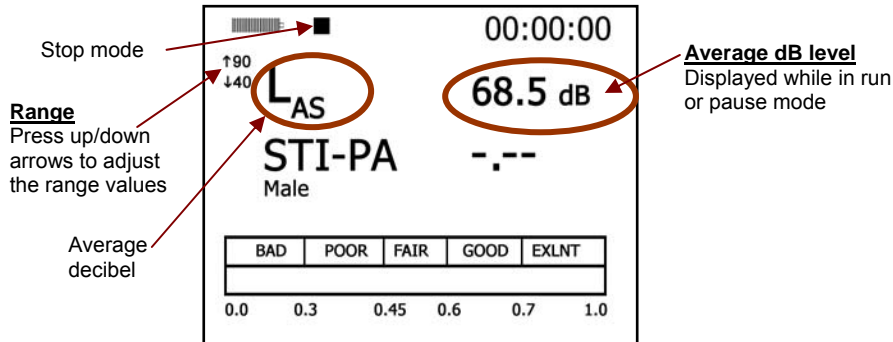 Stop mode
00:00:00
↑90
↓40
L AS
68.5 dB
Average dB level
Displayed while in run
or pause mode
Range
Press up/down
arrows to adjust
the range values
STI-PA
-.--
Male
Average
decibel
BAD POOR FAIR GOOD EXLNT
0.0 0.3 0.45 0.6 0.7 1.0